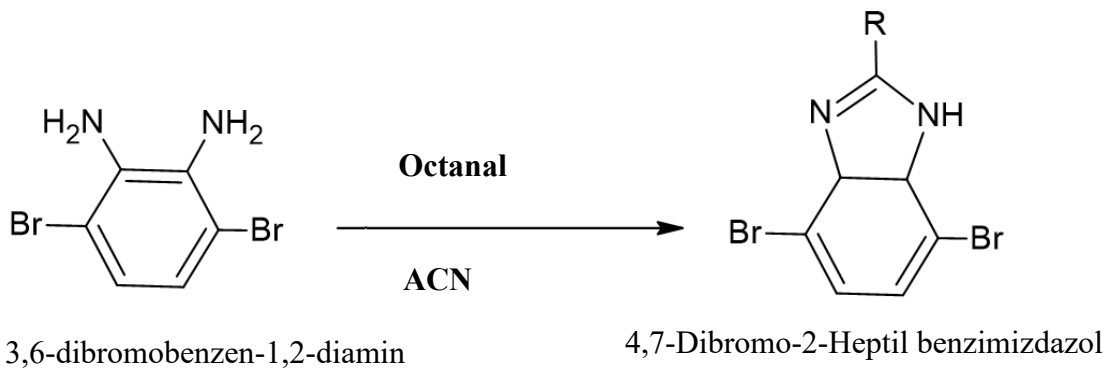 R
H₂N NH₂
N NH
Octanal
Br Br
Br Br
ACN
3,6-dibromobenzen-1,2-diamin
4,7-Dibromo-2-Heptil benzimizdazol